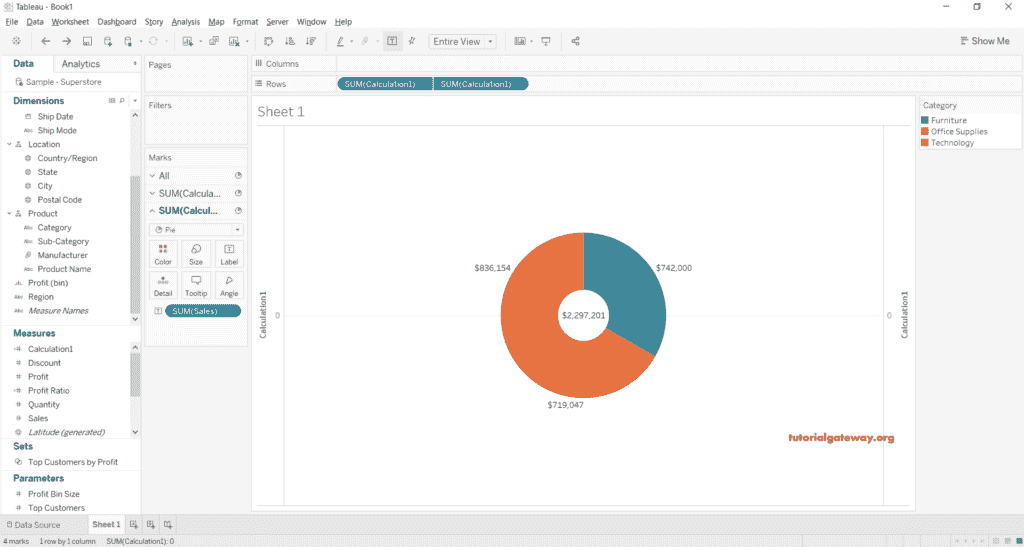 Tableau - Book1
File Data Worksheet Dashboard Story Analysis Map Format Server Window Help
Entire View
Show Me
Data Analytics
Sample - Superstore
Dimensions
Ship Date
Abc Ship Mode
Location
Country/Region
State
City
Postal Code
Product
Abc Category
Abc Sub-Category
Manufacturer
Abc Product Name
Profit (bin)
Abc Region
Abc Measure Names
Measures
Calculation1
Discount
Profit
Profit Ratio
Quantity
Sales
Latitude (generated)
Sets
Top Customers by Profit
Parameters
Profit Bin Size
Top Customers
Pages
Filters
Marks
All
SUM(Calcula...
SUM(Calcul...
Pie
Color Size Label
Detail Tooltip Angle
SUM(Sales)
Columns
Rows SUM(Calculation1) SUM(Calculation1)
Sheet 1
Calculation1
0
$836,154
$742,000
$2,297,201
$719,047
0
Calculation1
tutorialgateway.org
Category
Furniture
Office Supplies
Technology
Data Source Sheet 1
4 marks 1 row by 1 column SUM(Calculation1): 0